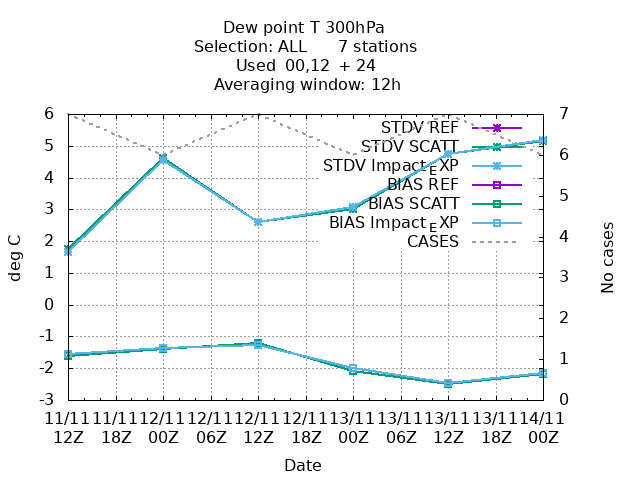 Dew point T 300hPa
Selection: ALL 7 stations
Used 00,12 + 24
Averaging window: 12h
6
5
4
3
2
1
0
-1
-2
-3
deg C
STDV REF
STDV SCATT
STDV Impact_EXP
BIAS REF
BIAS SCATT
BIAS Impact_EXP
CASES
7
6
5
4
3
2
1
0
No cases
11/11 11/11 12/11 12/11 12/11 12/11 13/11 13/11 13/11 13/11 14/11
12Z 18Z 00Z 06Z 12Z 18Z 00Z 06Z 12Z 18Z 00Z
Date